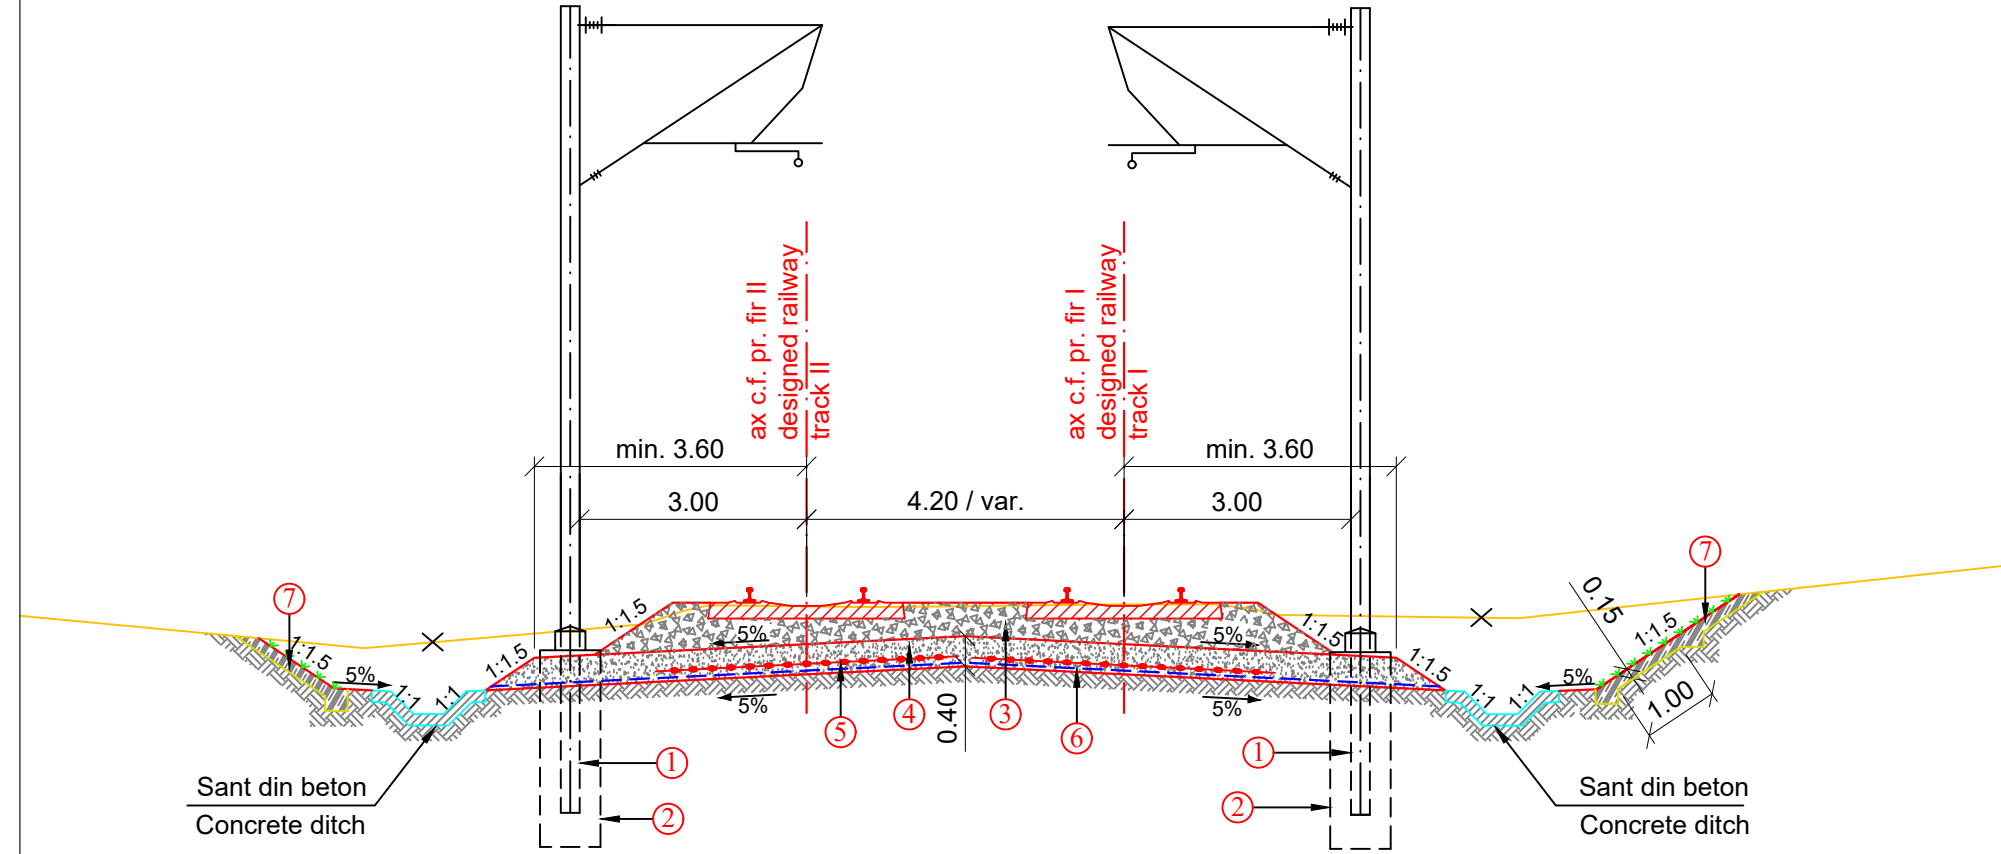 ax c.f. pr. fir II
designed railway
track II
ax c.f. pr. fir I
designed railway
track I
min. 3.60
min. 3.60
3.00
4.20 / var.
3.00
7
7
0.15
1:1.5
1:1.5
1:1.5
1:1.5
1:1.5
1:1.5
5%
5%
5%
5%
1:1
1:1
1:1
1:1
1.00
5%
5%
0.40
5
4
3
6
1
1
2
2
Sant din beton
Concrete ditch
Sant din beton
Concrete ditch